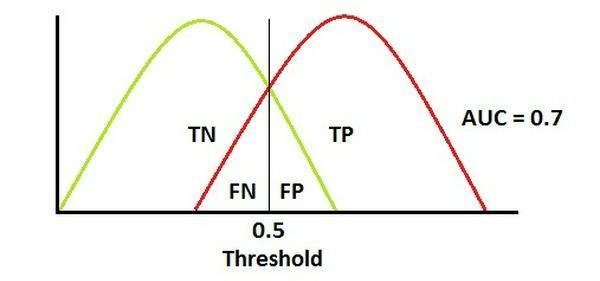 AUC = 0.7
TN
TP
FN
FP
0.5
Threshold